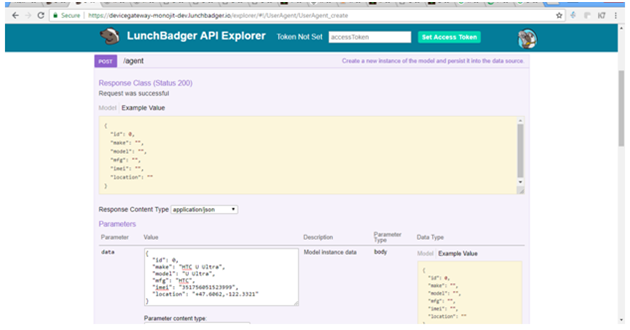 Secure https://devicegateway-monojit-dev.lunchbadger.io/explorer/#!/UserAgent/UserAgent_create
LunchBadger API Explorer Token Not Set accessToken Set Access Token
POST /agent Create a new instance of the model and persist it into the data source.
Response Class (Status 200)
Request was successful
Model Example Value
{
"id": 0,
"make": "",
"model": "",
"mfg": "",
"imei": "",
"location": ""
}
Response Content Type application/json
Parameters
Parameter Value Description Parameter Type Data Type
data Model instance data body Model Example Value
{
"id": 0,
"make": "HTC U Ultra",
"model": "U Ultra",
"mfg": "HTC",
"imei": "351756051523999",
"location": "+47.6062,-122.3321"
}
{
"id": 0,
"make": "",
"model": "",
"mfg": "",
"imei": "",
"location": ""
}
Parameter content type